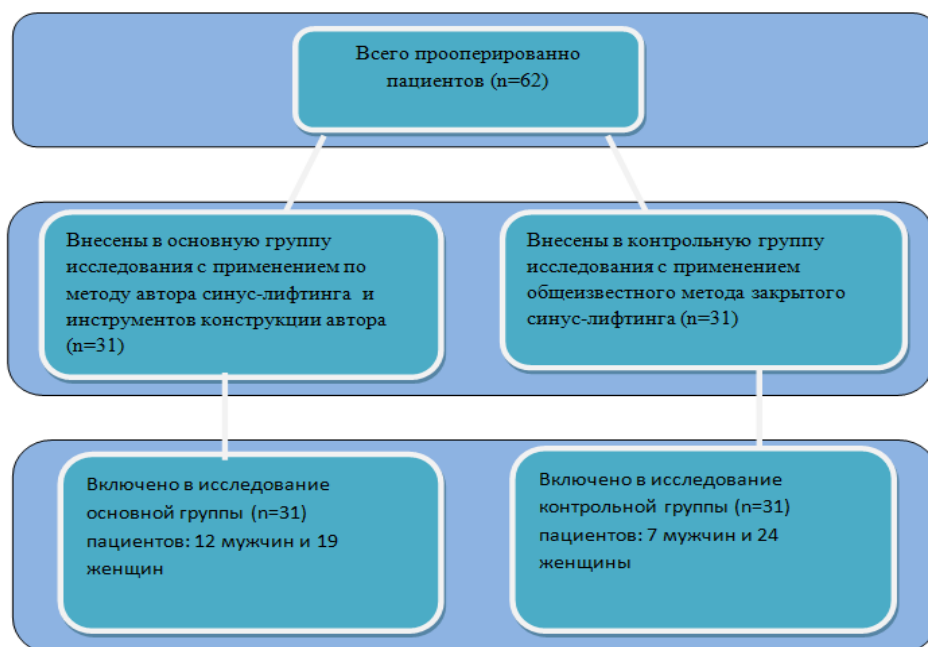 Всего прооперированно
пациентов (n=62)
Внесены в основную группу
исследования с применением по
методу автора синус-лифтинга и
инструментов конструкции автора
(n=31)
Внесены в контрольную группу
исследования с применением
общеизвестного метода закрытого
синус-лифтинга (n=31)
Включено в исследование
основной группы (n=31)
пациентов: 12 мужчин и 19
женщин
Включено в исследование
контрольной группы (n=31)
пациентов: 7 мужчин и 24
женщины